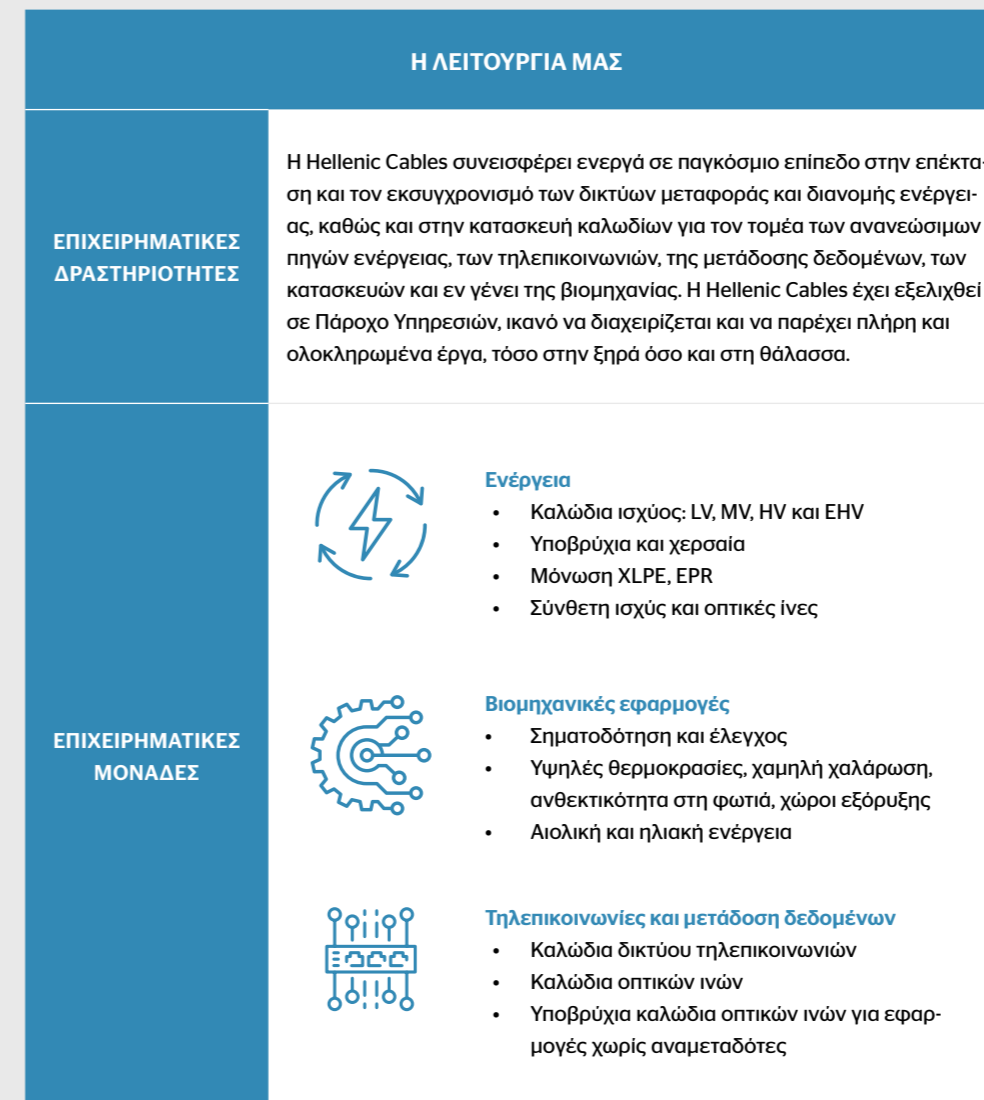 Η ΛΕΙΤΟΥΡΓΙΑ ΜΑΣ
ΕΠΙΧΕΙΡΗΜΑΤΙΚΕΣ
ΔΡΑΣΤΗΡΙΟΤΗΤΕΣ
Η Hellenic Cables συνεισφέρει ενεργά σε παγκόσμιο επίπεδο στην επέκτα-
ση και τον εκσυγχρονισμό των δικτύων μεταφοράς και διανομής ενέργει-
ας, καθώς και στην κατασκευή καλωδίων για τον τομέα των ανανεώσιμων
πηγών ενέργειας, των τηλεπικοινωνιών, της μετάδοσης δεδομένων, των
κατασκευών και εν γένει της βιομηχανίας. Η Hellenic Cables έχει εξελιχθεί
σε Πάροχο Υπηρεσιών, ικανό να διαχειρίζεται και να παρέχει πλήρη και
ολοκληρωμένα έργα, τόσο στην ξηρά όσο και στη θάλασσα.
ΕΠΙΧΕΙΡΗΜΑΤΙΚΕΣ
ΜΟΝΑΔΕΣ
Ενέργεια
• Καλώδια ισχύος: LV, MV, HV και EHV
• Υποβρύχια και χερσαία
• Μόνωση XLPE, EPR
• Σύνθετη ισχύς και οπτικές ίνες
Βιομηχανικές εφαρμογές
• Σηματοδότηση και έλεγχος
• Υψηλές θερμοκρασίες, χαμηλή χαλάρωση,
ανθεκτικότητα στη φωτιά, χώροι εξόρυξης
• Αιολική και ηλιακή ενέργεια
Τηλεπικοινωνίες και μετάδοση δεδομένων
• Καλώδια δικτύου τηλεπικοινωνιών
• Καλώδια οπτικών ινών
• Υποβρύχια καλώδια οπτικών ινών για εφαρ-
μογές χωρίς αναμεταδότες